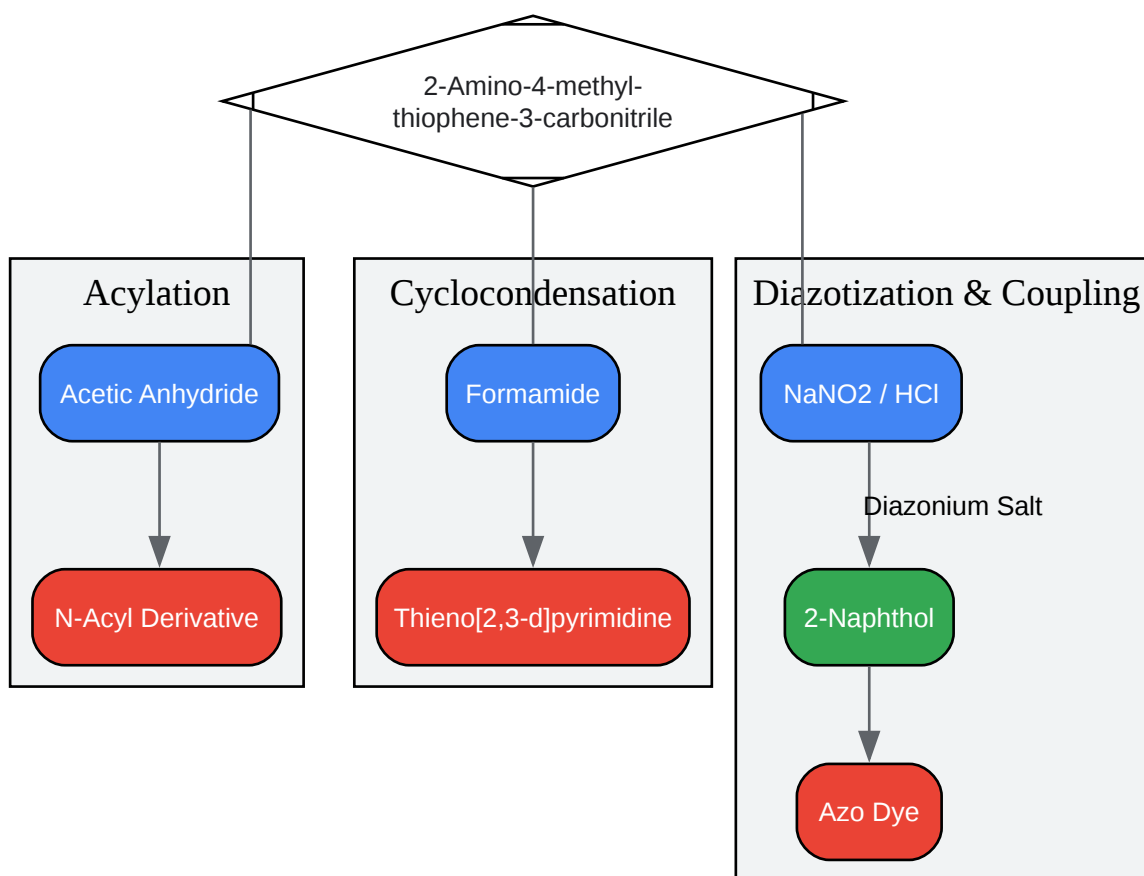 2-Amino-4-methyl-
thiophene-3-carbonitrile
Acylation
Cyclocondensation
Diazotization & Coupling
Acetic Anhydride
Formamide
NaNO2 / HCl
Diazonium Salt
N-Acyl Derivative
Thieno[2,3-d]pyrimidine
2-Naphthol
Azo Dye